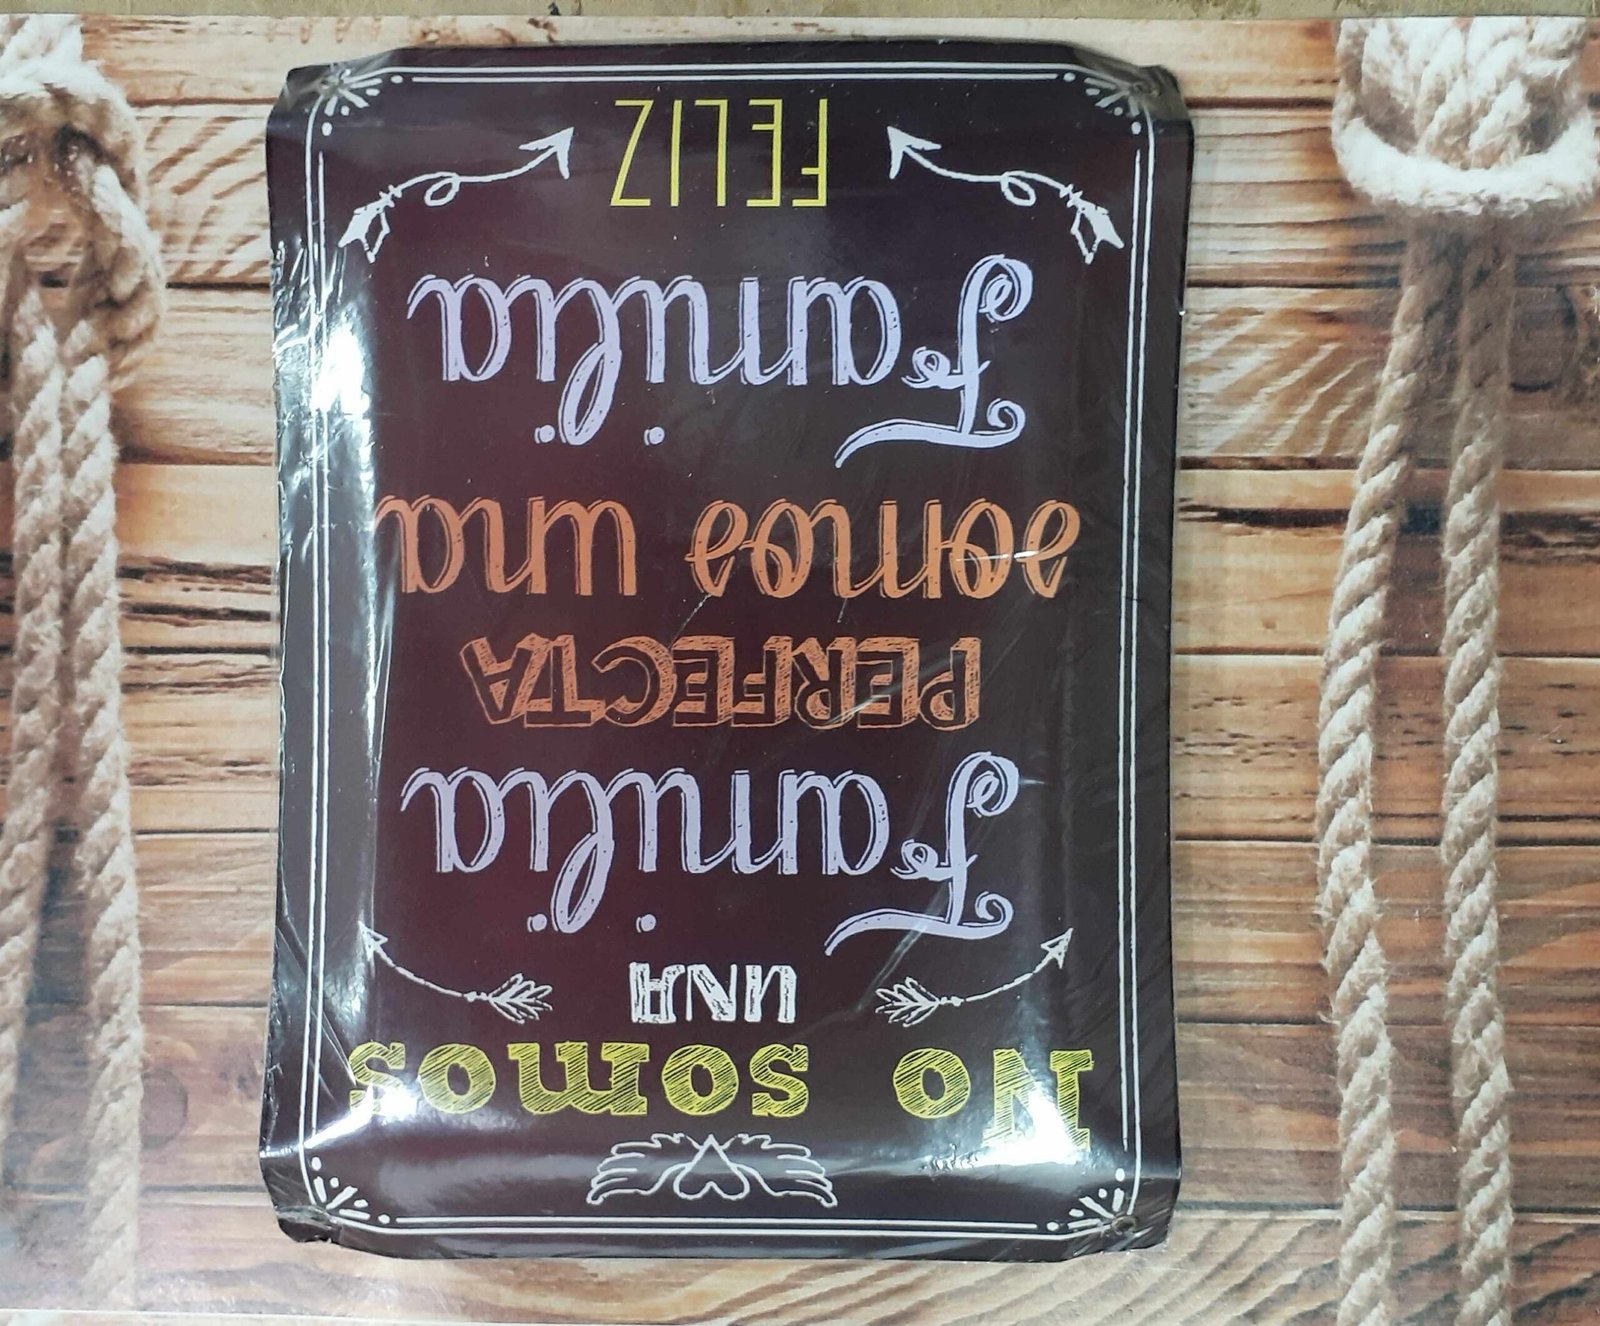 NO SOMOS
UNA
Familia
PERFECTA
somos una
Familia
FELIZ